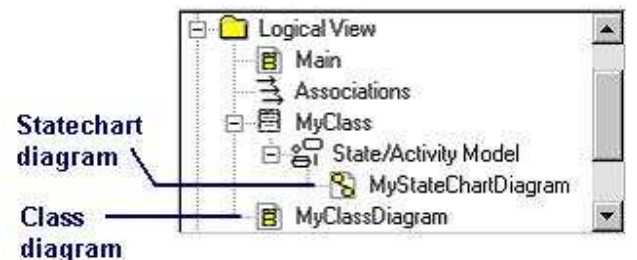 Logical View
Main
Associations
MyClass
State/Activity Model
MyStateChartDiagram
MyClassDiagram
Statechart
diagram
Class
diagram